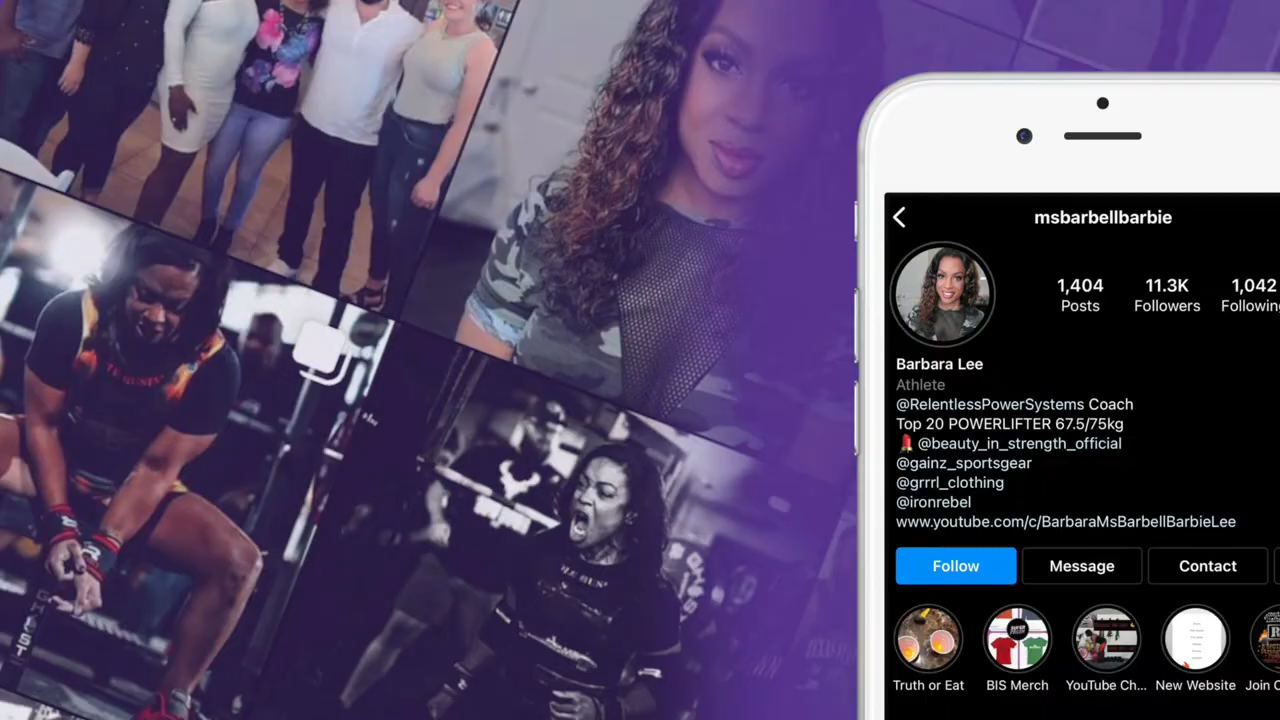 msbarbellbarbie
1,404
11.3K
1,042
Posts
Followers
Following
Barbara Lee
Athlete
@RelentlessPowerSystems Coach
Top 20 POWERLIFTER 67.5/75kg
💄 @beauty_in_strength_official
@gainz_sportsgear
@grrrl_clothing
@ironrebel
www.youtube.com/c/BarbaraMsBarbellBarbieLee
Follow
Message
Contact
Truth or Eat
BIS Merch
YouTube Ch...
New Website
Join